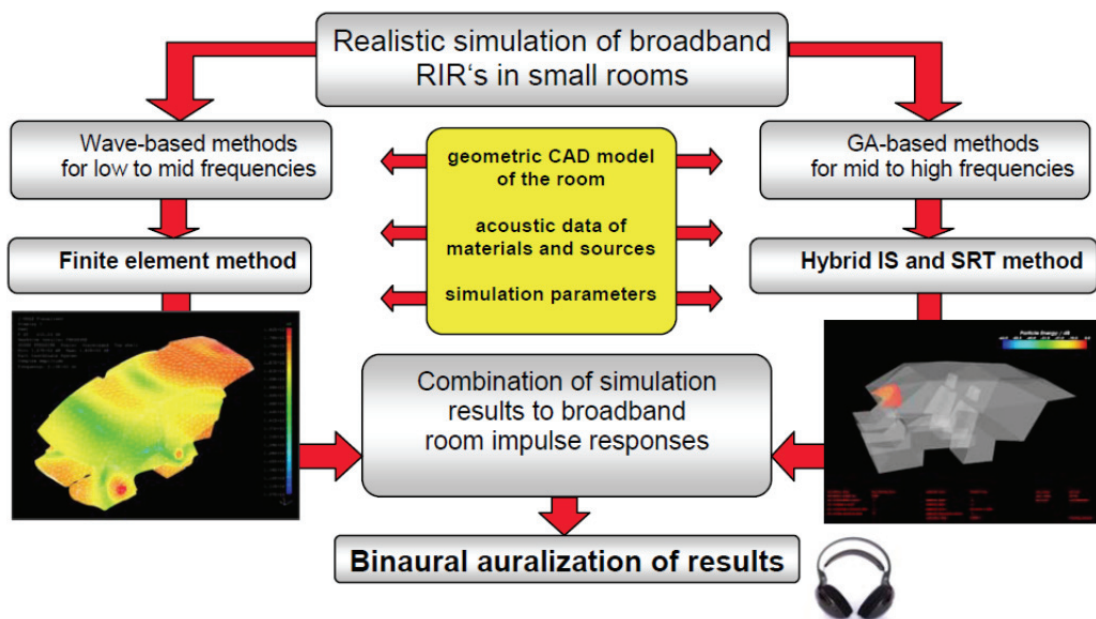 Realistic simulation of broadband
RIR‘s in small rooms
Wave-based methods
for low to mid frequencies
geometric CAD model
of the room
acoustic data of
materials and sources
simulation parameters
GA-based methods
for mid to high frequencies
Finite element method
Hybrid IS and SRT method
Particle Energy / dB
Combination of simulation
results to broadband
room impulse responses
Binaural auralization of results